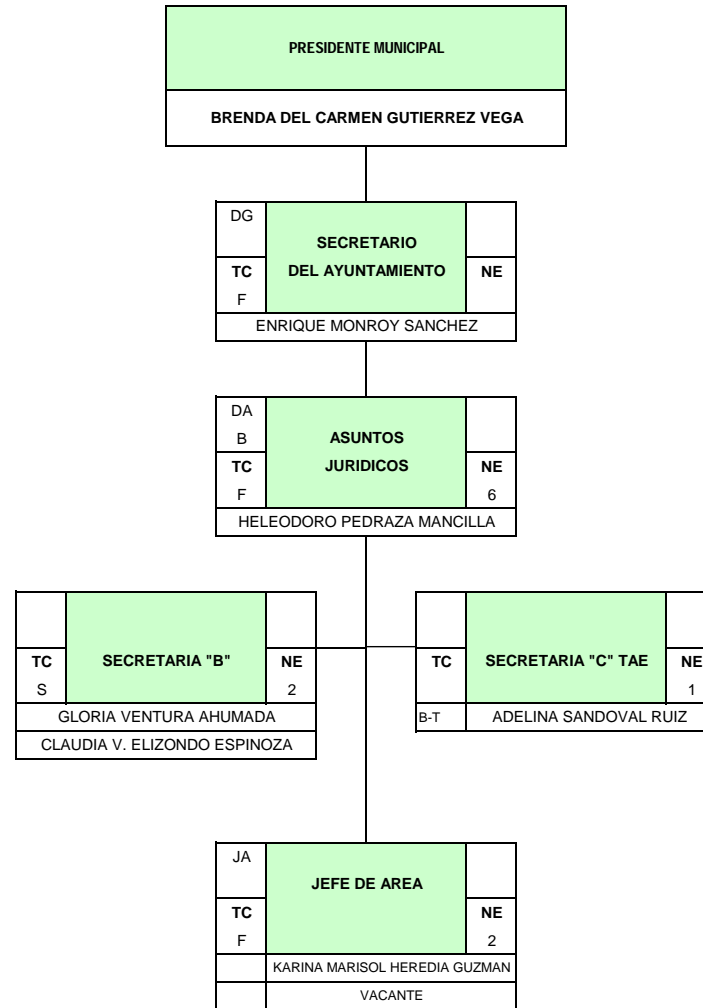 PRESIDENTE MUNICIPAL
BRENDA DEL CARMEN GUTIERREZ VEGA
DG
SECRETARIO
TC DEL AYUNTAMIENTO NE
F
ENRIQUE MONROY SANCHEZ
DA
B ASUNTOS
TC JURIDICOS NE
F 6
HELEODORO PEDRAZA MANCILLA
TC SECRETARIA "B" NE
S 2
GLORIA VENTURA AHUMADA
CLAUDIA V. ELIZONDO ESPINOZA
TC SECRETARIA "C" TAE NE
1
B-T ADELINA SANDOVAL RUIZ
JA
JEFE DE AREA
TC NE
F 2
KARINA MARISOL HEREDIA GUZMAN
VACANTE